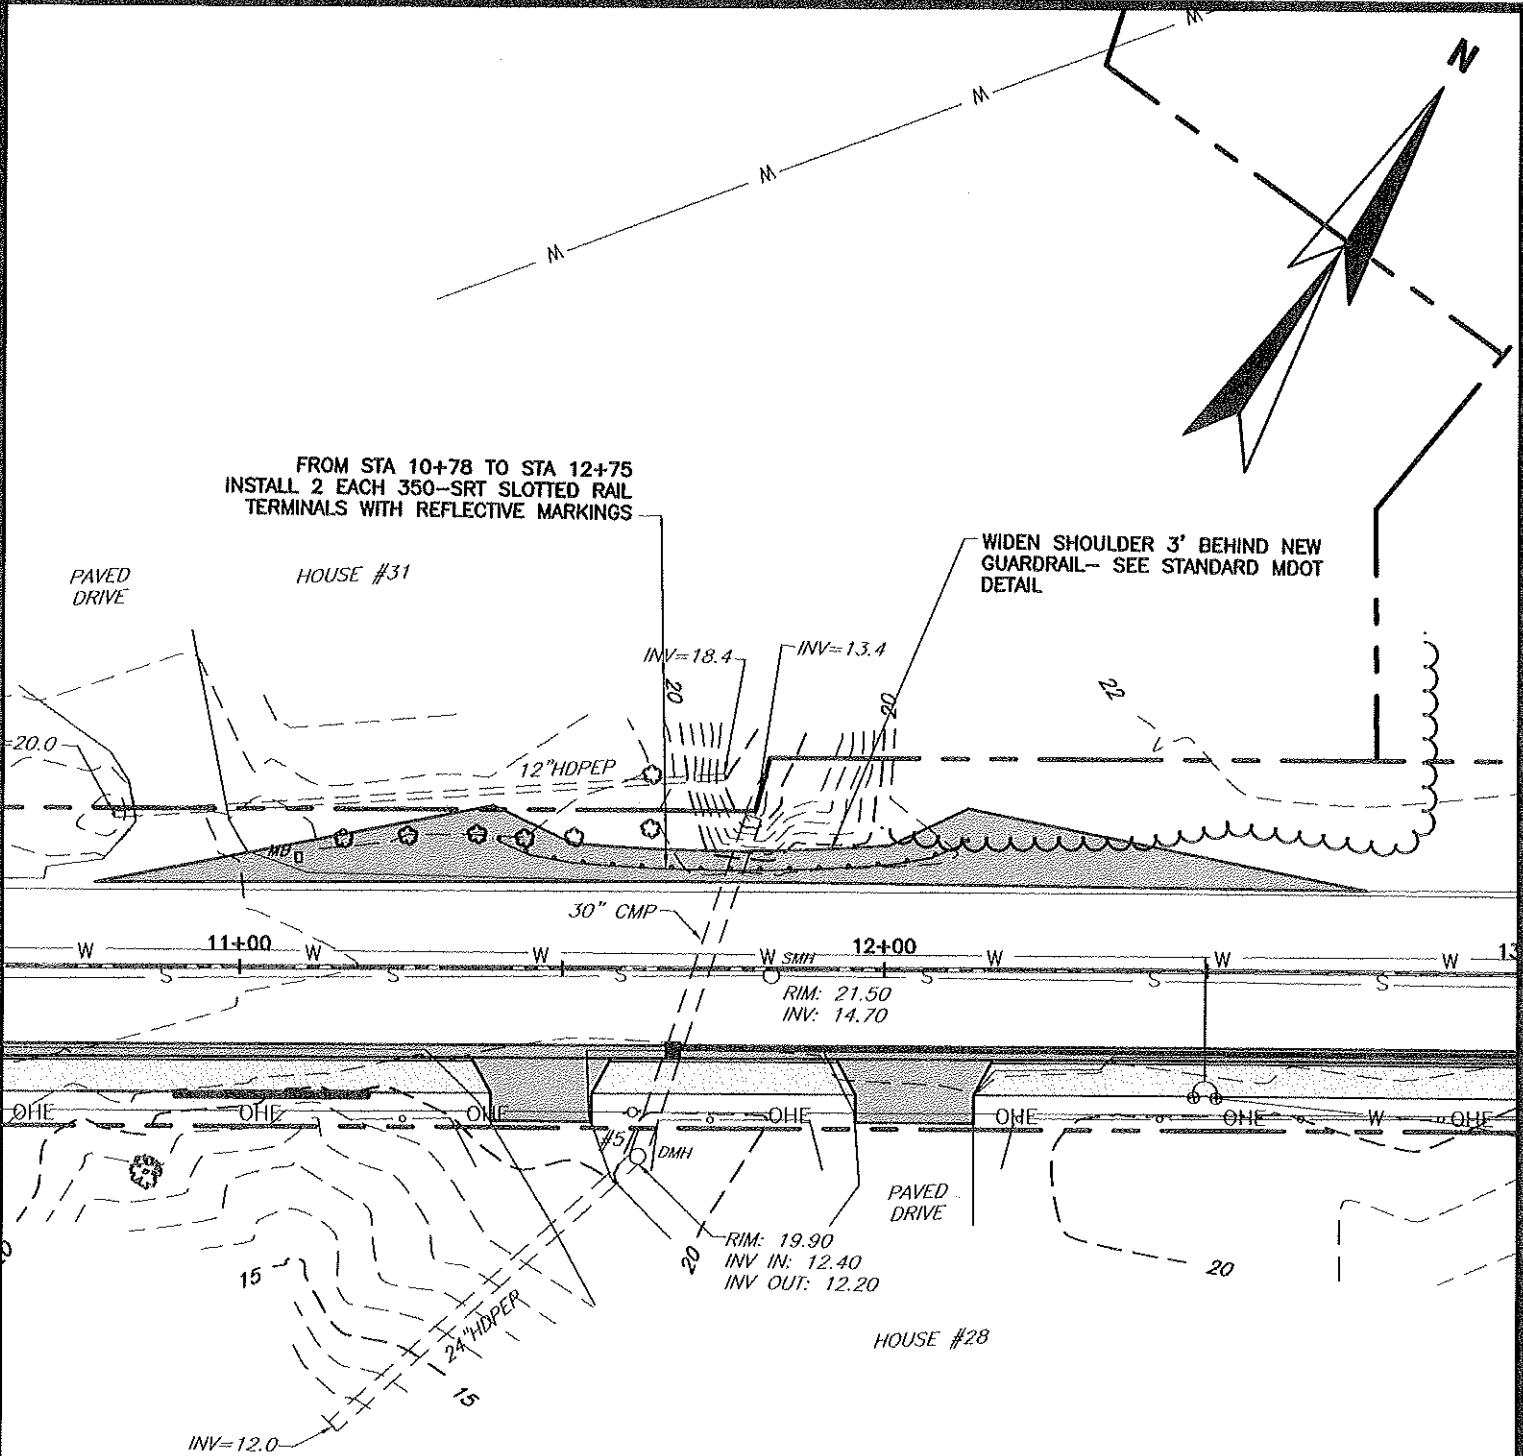 W
W
W
W
N
FROM STA 10+78 TO STA 12+75
INSTALL 2 EACH 350-SRT SLOTTED RAIL
TERMINALS WITH REFLECTIVE MARKINGS
WIDEN SHOULDER 3' BEHIND NEW
GUARDRAIL- SEE STANDARD MDOT
DETAIL
PAVED
DRIVE
HOUSE #31
INV=18.4
INV=13.4
20
20
22
=20.0
12"HDPEP
MB
30" CMP
W
11+00
W
W
W
SMH
12+00
W
W
W
13
S
S
S
S
S
S
RIM: 21.50
INV: 14.70
OHE
OHE
OHE
OHE
OHE
OHE
W
OHE
#5
DMH
PAVED
DRIVE
RIM: 19.90
INV IN: 12.40
INV OUT: 12.20
20
20
15
24"HDPEP
15
HOUSE #28
INV=12.0